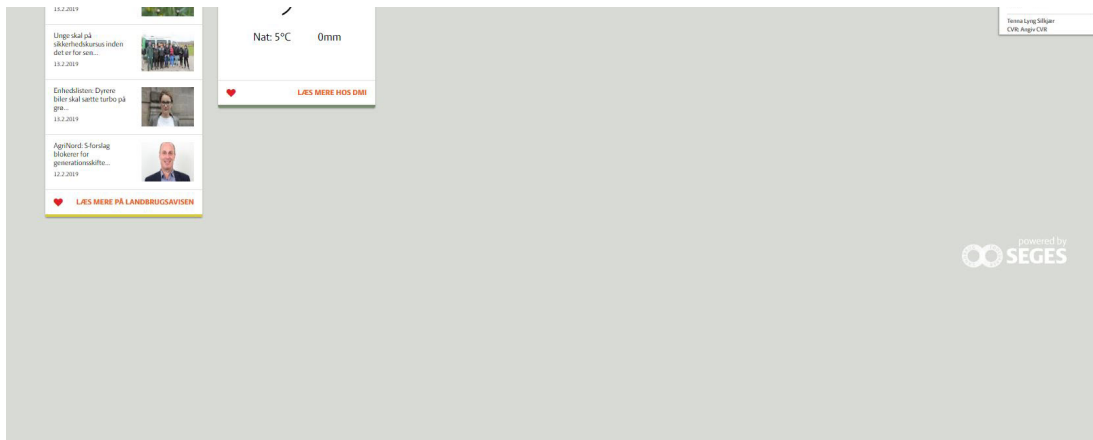 13.2.2019
Unge skal på
sikkerhedskursus inden
det er for sen...
13.2.2019
Enhedslisten: Dyrere
biler skal sætte turbo på
grø...
13.2.2019
AgriNord: S-forslag
blokerer for
generationsskifte...
12.2.2019
LÆS MERE PÅ LANDBRUGSAVISEN
Nat: 5°C 0mm
LÆS MERE HOS DMI
Tenna Lyng Silkjær
CVR: Angiv CVR
powered by
SEGES